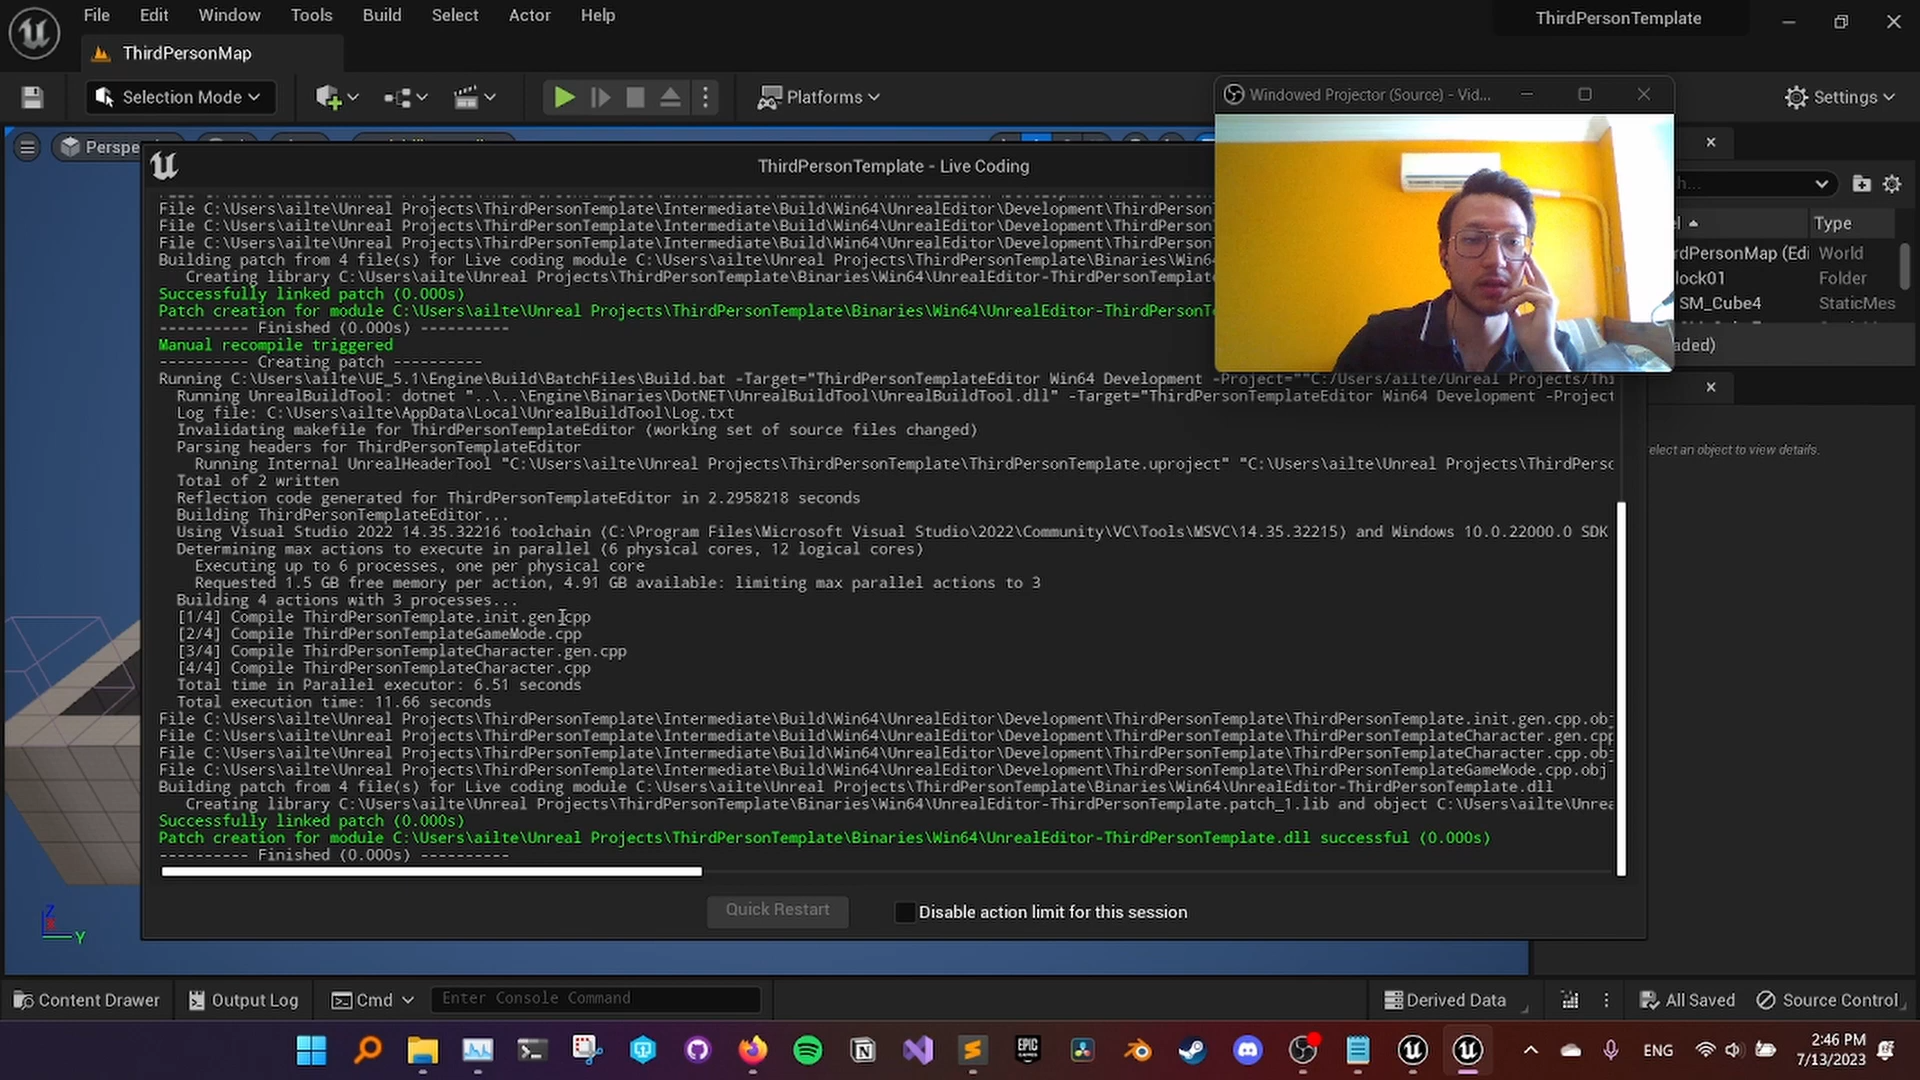 File Edit Window Tools Build Select Actor Help
ThirdPersonTemplate
ThirdPersonMap
Selection Mode
Platforms
Settings
Windowed Projector (Source) - Vid...
Perspe
ThirdPersonTemplate - Live Coding
Type
rdPersonMap (Edi World
lock01 Folder
SM_Cube4 StaticMes
aded)
elect an object to view details.
File C:\Users\ailte\Unreal Projects\ThirdPersonTemplate\Intermediate\Build\Win64\UnrealEditor\Development\ThirdPerson
File C:\Users\ailte\Unreal Projects\ThirdPersonTemplate\Intermediate\Build\Win64\UnrealEditor\Development\ThirdPerson
File C:\Users\ailte\Unreal Projects\ThirdPersonTemplate\Intermediate\Build\Win64\UnrealEditor\Development\ThirdPerson
Building patch from 4 file(s) for Live coding module C:\Users\ailte\Unreal Projects\ThirdPersonTemplate\Binaries\Win6
Creating library C:\Users\ailte\Unreal Projects\ThirdPersonTemplate\Binaries\Win64\UnrealEditor-ThirdPersonTemplate
Successfully linked patch (0.000s)
Patch creation for module C:\Users\ailte\Unreal Projects\ThirdPersonTemplate\Binaries\Win64\UnrealEditor-ThirdPersonT
---------- Finished (0.000s) ----------
Manual recompile triggered
---------- Creating patch ----------
Running C:\Users\ailte\UE_5.1\Engine\Build\BatchFiles\Build.bat -Target="ThirdPersonTemplateEditor Win64 Development -Project=""C:/Users/ailte/Unreal Projects/Thi
Running UnrealBuildTool: dotnet "..\..\Engine\Binaries\DotNET\UnrealBuildTool\UnrealBuildTool.dll" -Target="ThirdPersonTemplateEditor Win64 Development -Project
Log file: C:\Users\ailte\AppData\Local\UnrealBuildTool\Log.txt
Invalidating makefile for ThirdPersonTemplateEditor (working set of source files changed)
Parsing headers for ThirdPersonTemplateEditor
Running Internal UnrealHeaderTool "C:\Users\ailte\Unreal Projects\ThirdPersonTemplate\ThirdPersonTemplate.uproject" "C:\Users\ailte\Unreal Projects\ThirdPerso
Total of 2 written
Reflection code generated for ThirdPersonTemplateEditor in 2.2958218 seconds
Building ThirdPersonTemplateEditor...
Using Visual Studio 2022 14.35.32216 toolchain (C:\Program Files\Microsoft Visual Studio\2022\Community\VC\Tools\MSVC\14.35.32215) and Windows 10.0.22000.0 SDK
Determining max actions to execute in parallel (6 physical cores, 12 logical cores)
Executing up to 6 processes, one per physical core
Requested 1.5 GB free memory per action, 4.91 GB available: limiting max parallel actions to 3
Building 4 actions with 3 processes...
[1/4] Compile ThirdPersonTemplate.init.gen.cpp
[2/4] Compile ThirdPersonTemplateGameMode.cpp
[3/4] Compile ThirdPersonTemplateCharacter.gen.cpp
[4/4] Compile ThirdPersonTemplateCharacter.cpp
Total time in Parallel executor: 6.51 seconds
Total execution time: 11.66 seconds
File C:\Users\ailte\Unreal Projects\ThirdPersonTemplate\Intermediate\Build\Win64\UnrealEditor\Development\ThirdPersonTemplate\ThirdPersonTemplate.init.gen.cpp.ob
File C:\Users\ailte\Unreal Projects\ThirdPersonTemplate\Intermediate\Build\Win64\UnrealEditor\Development\ThirdPersonTemplate\ThirdPersonTemplateCharacter.gen.cpp
File C:\Users\ailte\Unreal Projects\ThirdPersonTemplate\Intermediate\Build\Win64\UnrealEditor\Development\ThirdPersonTemplate\ThirdPersonTemplateCharacter.cpp.ob
File C:\Users\ailte\Unreal Projects\ThirdPersonTemplate\Intermediate\Build\Win64\UnrealEditor\Development\ThirdPersonTemplate\ThirdPersonTemplateGameMode.cpp.obj
Building patch from 4 file(s) for Live coding module C:\Users\ailte\Unreal Projects\ThirdPersonTemplate\Binaries\Win64\UnrealEditor-ThirdPersonTemplate.dll
Creating library C:\Users\ailte\Unreal Projects\ThirdPersonTemplate\Binaries\Win64\UnrealEditor-ThirdPersonTemplate.patch_1.lib and object C:\Users\ailte\Unrea
Successfully linked patch (0.000s)
Patch creation for module C:\Users\ailte\Unreal Projects\ThirdPersonTemplate\Binaries\Win64\UnrealEditor-ThirdPersonTemplate.dll successful (0.000s)
---------- Finished (0.000s) ----------
Quick Restart
Disable action limit for this session
Z
Y
Content Drawer
Output Log
Cmd
Enter Console Command
Derived Data
All Saved
Source Control
EPIC
ENG
2:46 PM
7/13/2023